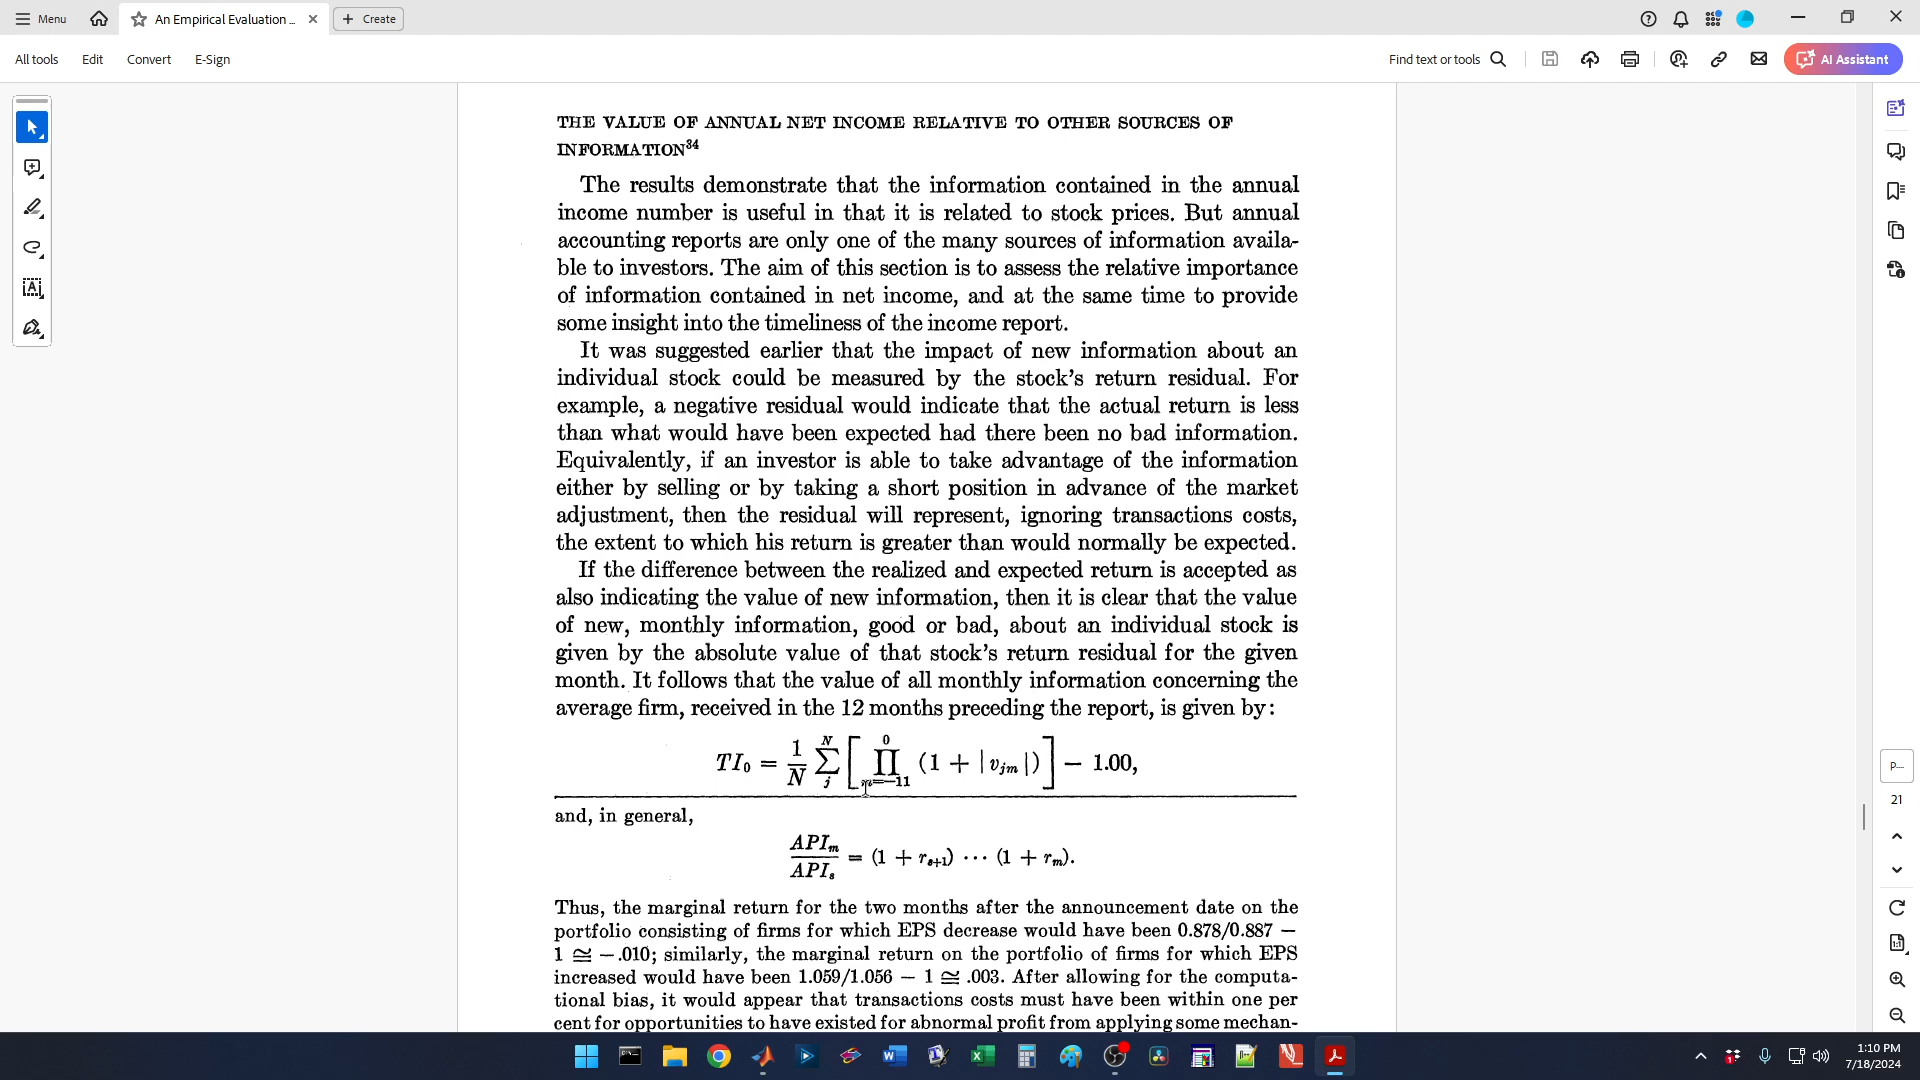 Menu
An Empirical Evaluation ...
Create
All tools
Edit
Convert
E-Sign
Find text or tools
AI Assistant
THE VALUE OF ANNUAL NET INCOME RELATIVE TO OTHER SOURCES OF
INFORMATION³⁴
The results demonstrate that the information contained in the annual
income number is useful in that it is related to stock prices. But annual
accounting reports are only one of the many sources of information availa-
ble to investors. The aim of this section is to assess the relative importance
of information contained in net income, and at the same time to provide
some insight into the timeliness of the income report.
It was suggested earlier that the impact of new information about an
individual stock could be measured by the stock's return residual. For
example, a negative residual would indicate that the actual return is less
than what would have been expected had there been no bad information.
Equivalently, if an investor is able to take advantage of the information
either by selling or by taking a short position in advance of the market
adjustment, then the residual will represent, ignoring transactions costs,
the extent to which his return is greater than would normally be expected.
If the difference between the realized and expected return is accepted as
also indicating the value of new information, then it is clear that the value
of new, monthly information, good or bad, about an individual stock is
given by the absolute value of that stock's return residual for the given
month. It follows that the value of all monthly information concerning the
average firm, received in the 12 months preceding the report, is given by:
TI₀ = 1/N ∑_j^N [∏_{m=-11}^0 (1 + |v_jm|)] − 1.00,
and, in general,
API_m/API_s = (1 + r_{s+1}) ⋯ (1 + r_m).
Thus, the marginal return for the two months after the announcement date on the
portfolio consisting of firms for which EPS decrease would have been 0.878/0.887 −
1 ≅ −.010; similarly, the marginal return on the portfolio of firms for which EPS
increased would have been 1.059/1.056 − 1 ≅ .003. After allowing for the computa-
tional bias, it would appear that transactions costs must have been within one per
cent for opportunities to have existed for abnormal profit from applying some mechan-
P...
21
1:10 PM
7/18/2024